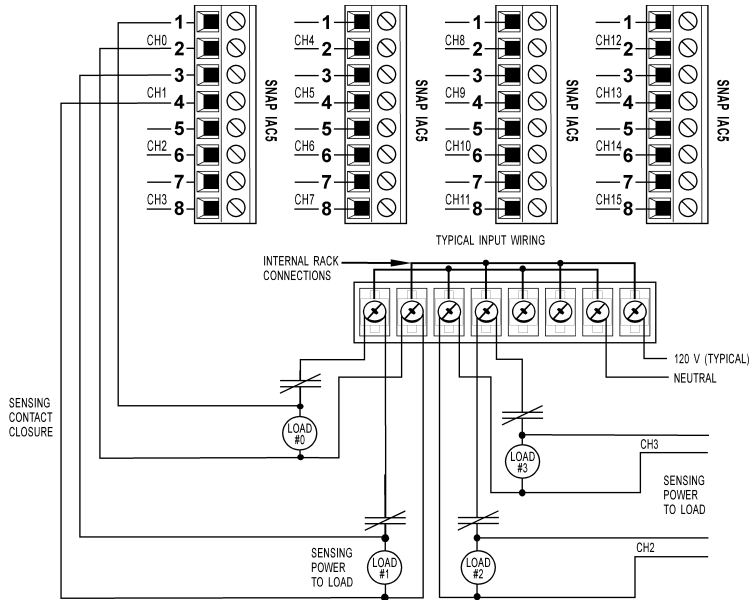 1
CH0
2
3
CH1
4
5
CH2
6
7
CH3
8
SNAP IAC5
1
CH4
2
3
CH5
4
5
CH6
6
7
CH7
8
SNAP IAC5
1
CH8
2
3
CH9
4
5
CH10
6
7
CH11
8
SNAP IAC5
1
CH12
2
3
CH13
4
5
CH14
6
7
CH15
8
SNAP IAC5
TYPICAL INPUT WIRING
INTERNAL RACK
CONNECTIONS
120 V (TYPICAL)
NEUTRAL
SENSING
CONTACT
CLOSURE
LOAD
#0
LOAD
#3
CH3
SENSING
POWER
TO LOAD
SENSING
POWER
TO LOAD
LOAD
#1
LOAD
#2
CH2